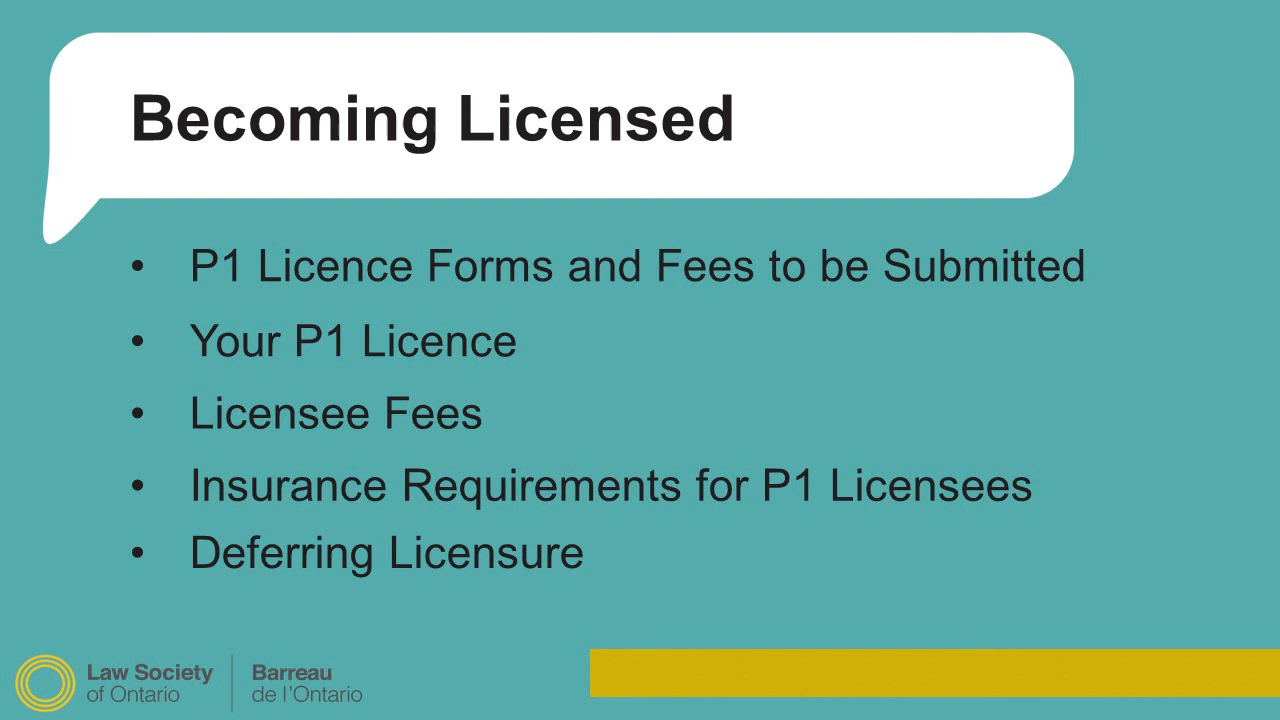 Becoming Licensed
• P1 Licence Forms and Fees to be Submitted
• Your P1 Licence
• Licensee Fees
• Insurance Requirements for P1 Licensees
• Deferring Licensure
Law Society
of Ontario
Barreau
de l'Ontario